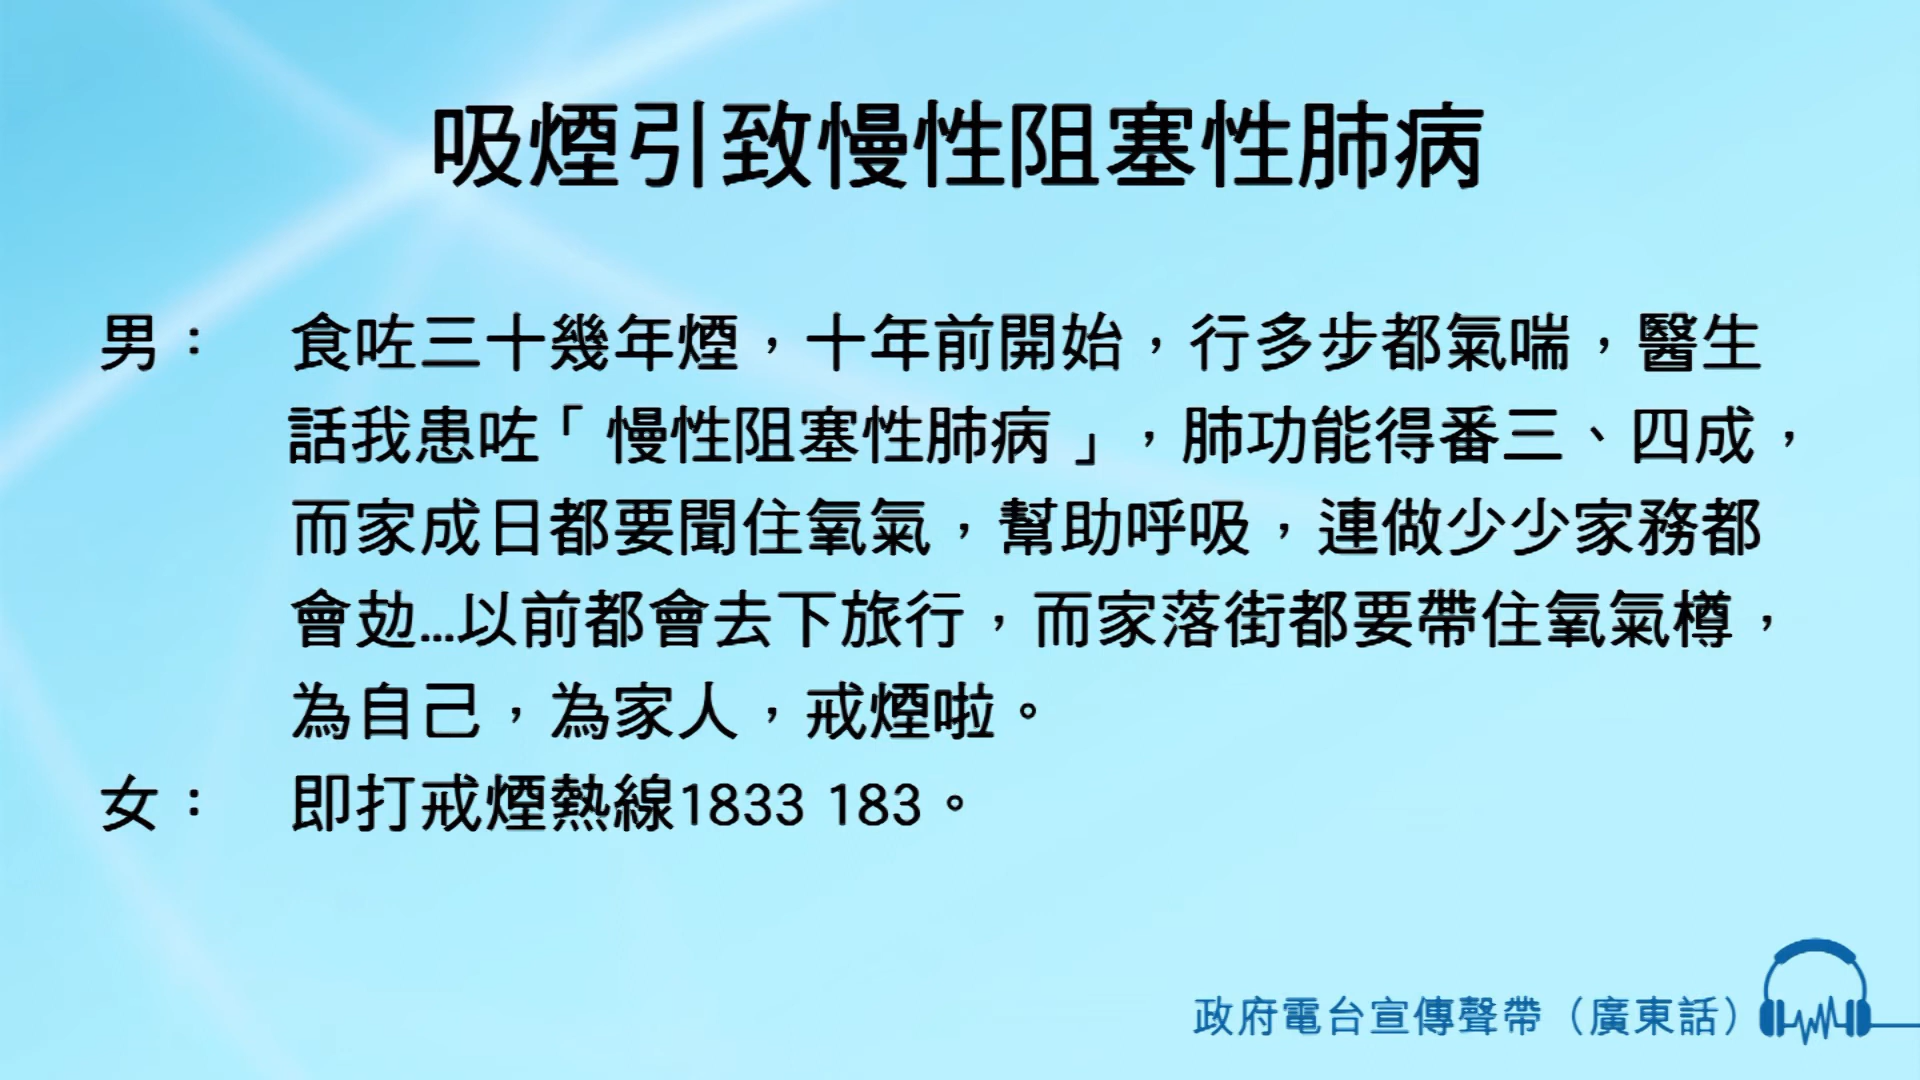 吸煙引致慢性阻塞性肺病
男： 食咗三十幾年煙，十年前開始，行多步都氣喘，醫生
話我患咗「慢性阻塞性肺病」，肺功能得番三、四成，
而家成日都要聞住氧氣，幫助呼吸，連做少少家務都
會攰...以前都會去下旅行，而家落街都要帶住氧氣樽，
為自己，為家人，戒煙啦。
女： 即打戒煙熱線1833 183。
政府電台宣傳聲帶（廣東話）